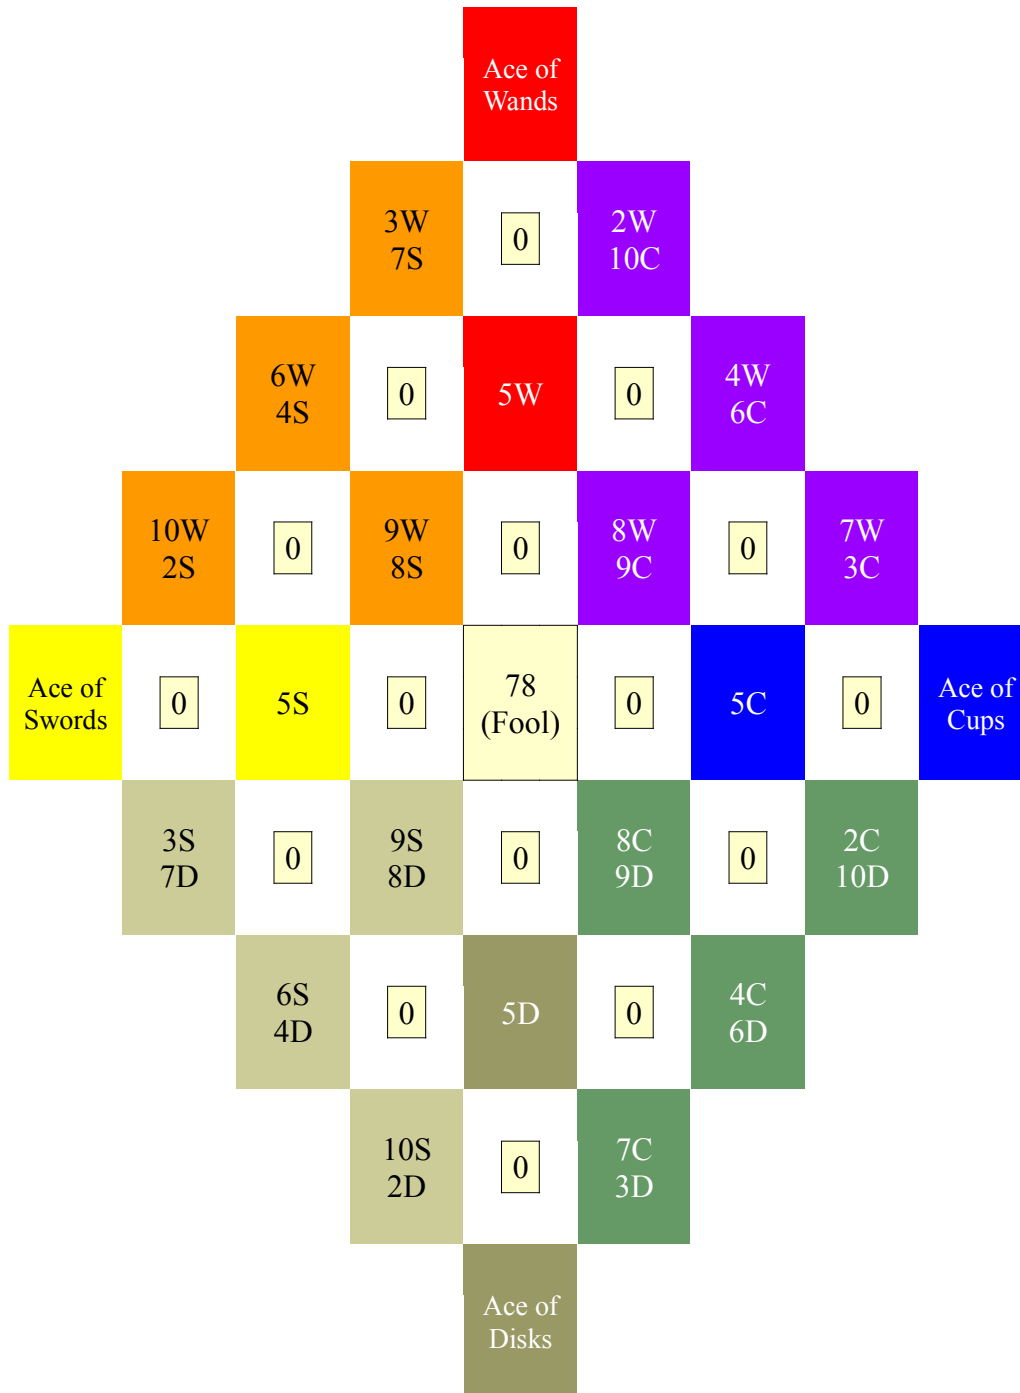 Ace of
Wands
3W
7S
0
2W
10C
6W
4S
0
5W
0
4W
6C
10W
2S
0
9W
8S
0
8W
9C
0
7W
3C
Ace of
Swords
0
5S
0
78
(Fool)
0
5C
0
Ace of
Cups
3S
7D
0
9S
8D
0
8C
9D
0
2C
10D
6S
4D
0
5D
0
4C
6D
10S
2D
0
7C
3D
Ace of
Disks